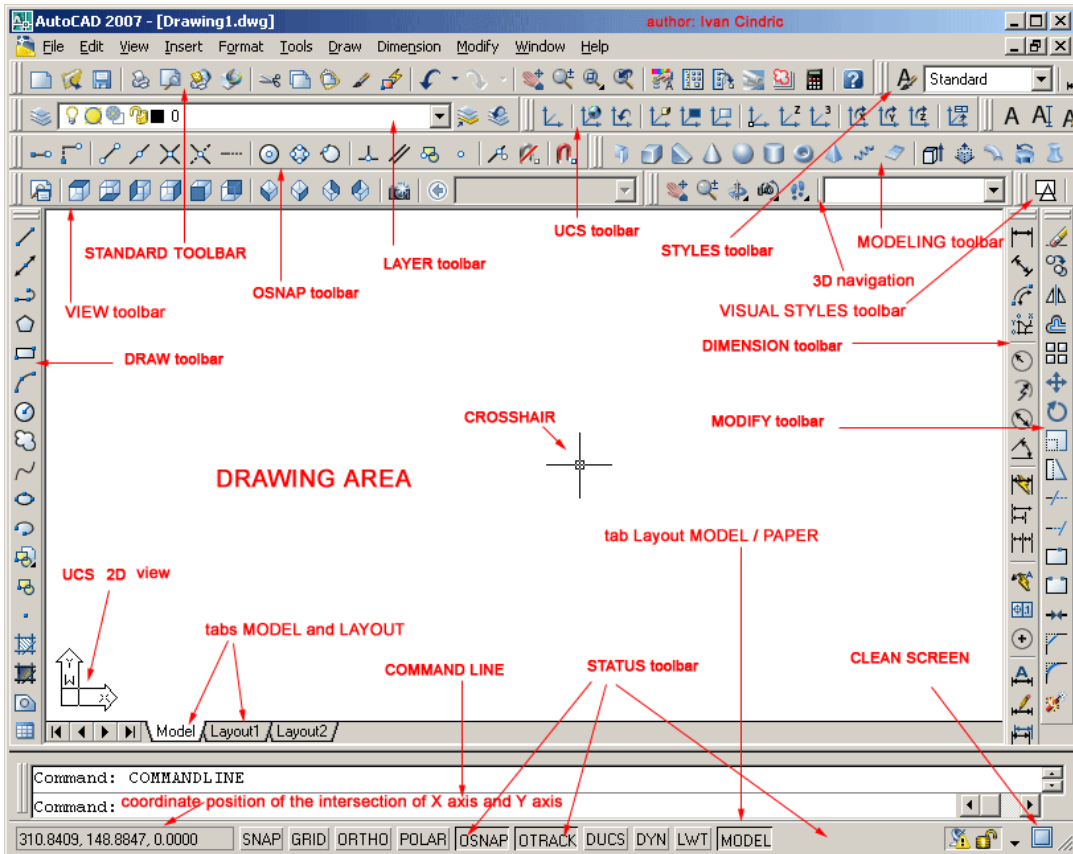 AutoCAD 2007 - [Drawing1.dwg]
author: Ivan Cindric
File Edit View Insert Format Tools Draw Dimension Modify Window Help
Standard
0
STANDARD TOOLBAR
LAYER toolbar
UCS toolbar
STYLES toolbar
MODELING toolbar
OSNAP toolbar
3D navigation
VIEW toolbar
VISUAL STYLES toolbar
DRAW toolbar
DIMENSION toolbar
CROSSHAIR
MODIFY toolbar
DRAWING AREA
tab Layout MODEL / PAPER
UCS 2D view
tabs MODEL and LAYOUT
COMMAND LINE
STATUS toolbar
CLEAN SCREEN
Y
W
X
Model Layout1 Layout2
Command: COMMANDLINE
Command:
coordinate position of the intersection of X axis and Y axis
310.8409, 148.8847, 0.0000
SNAP GRID ORTHO POLAR OSNAP OTRACK DUCS DYN LWT MODEL